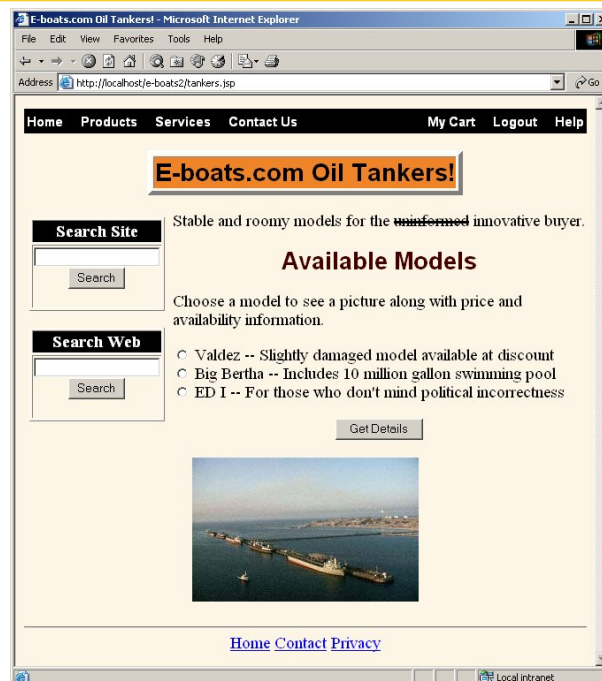 E-boats.com Oil Tankers! - Microsoft Internet Explorer
File Edit View Favorites Tools Help
Address http://localhost/e-boats2/tankers.jsp Go
Home Products Services Contact Us My Cart Logout Help
E-boats.com Oil Tankers!
Search Site
Search
Search Web
Search
Stable and roomy models for the uninformed innovative buyer.
Available Models
Choose a model to see a picture along with price and
availability information.
Valdez -- Slightly damaged model available at discount
Big Bertha -- Includes 10 million gallon swimming pool
ED I -- For those who don't mind political incorrectness
Get Details
Home Contact Privacy
Local intranet